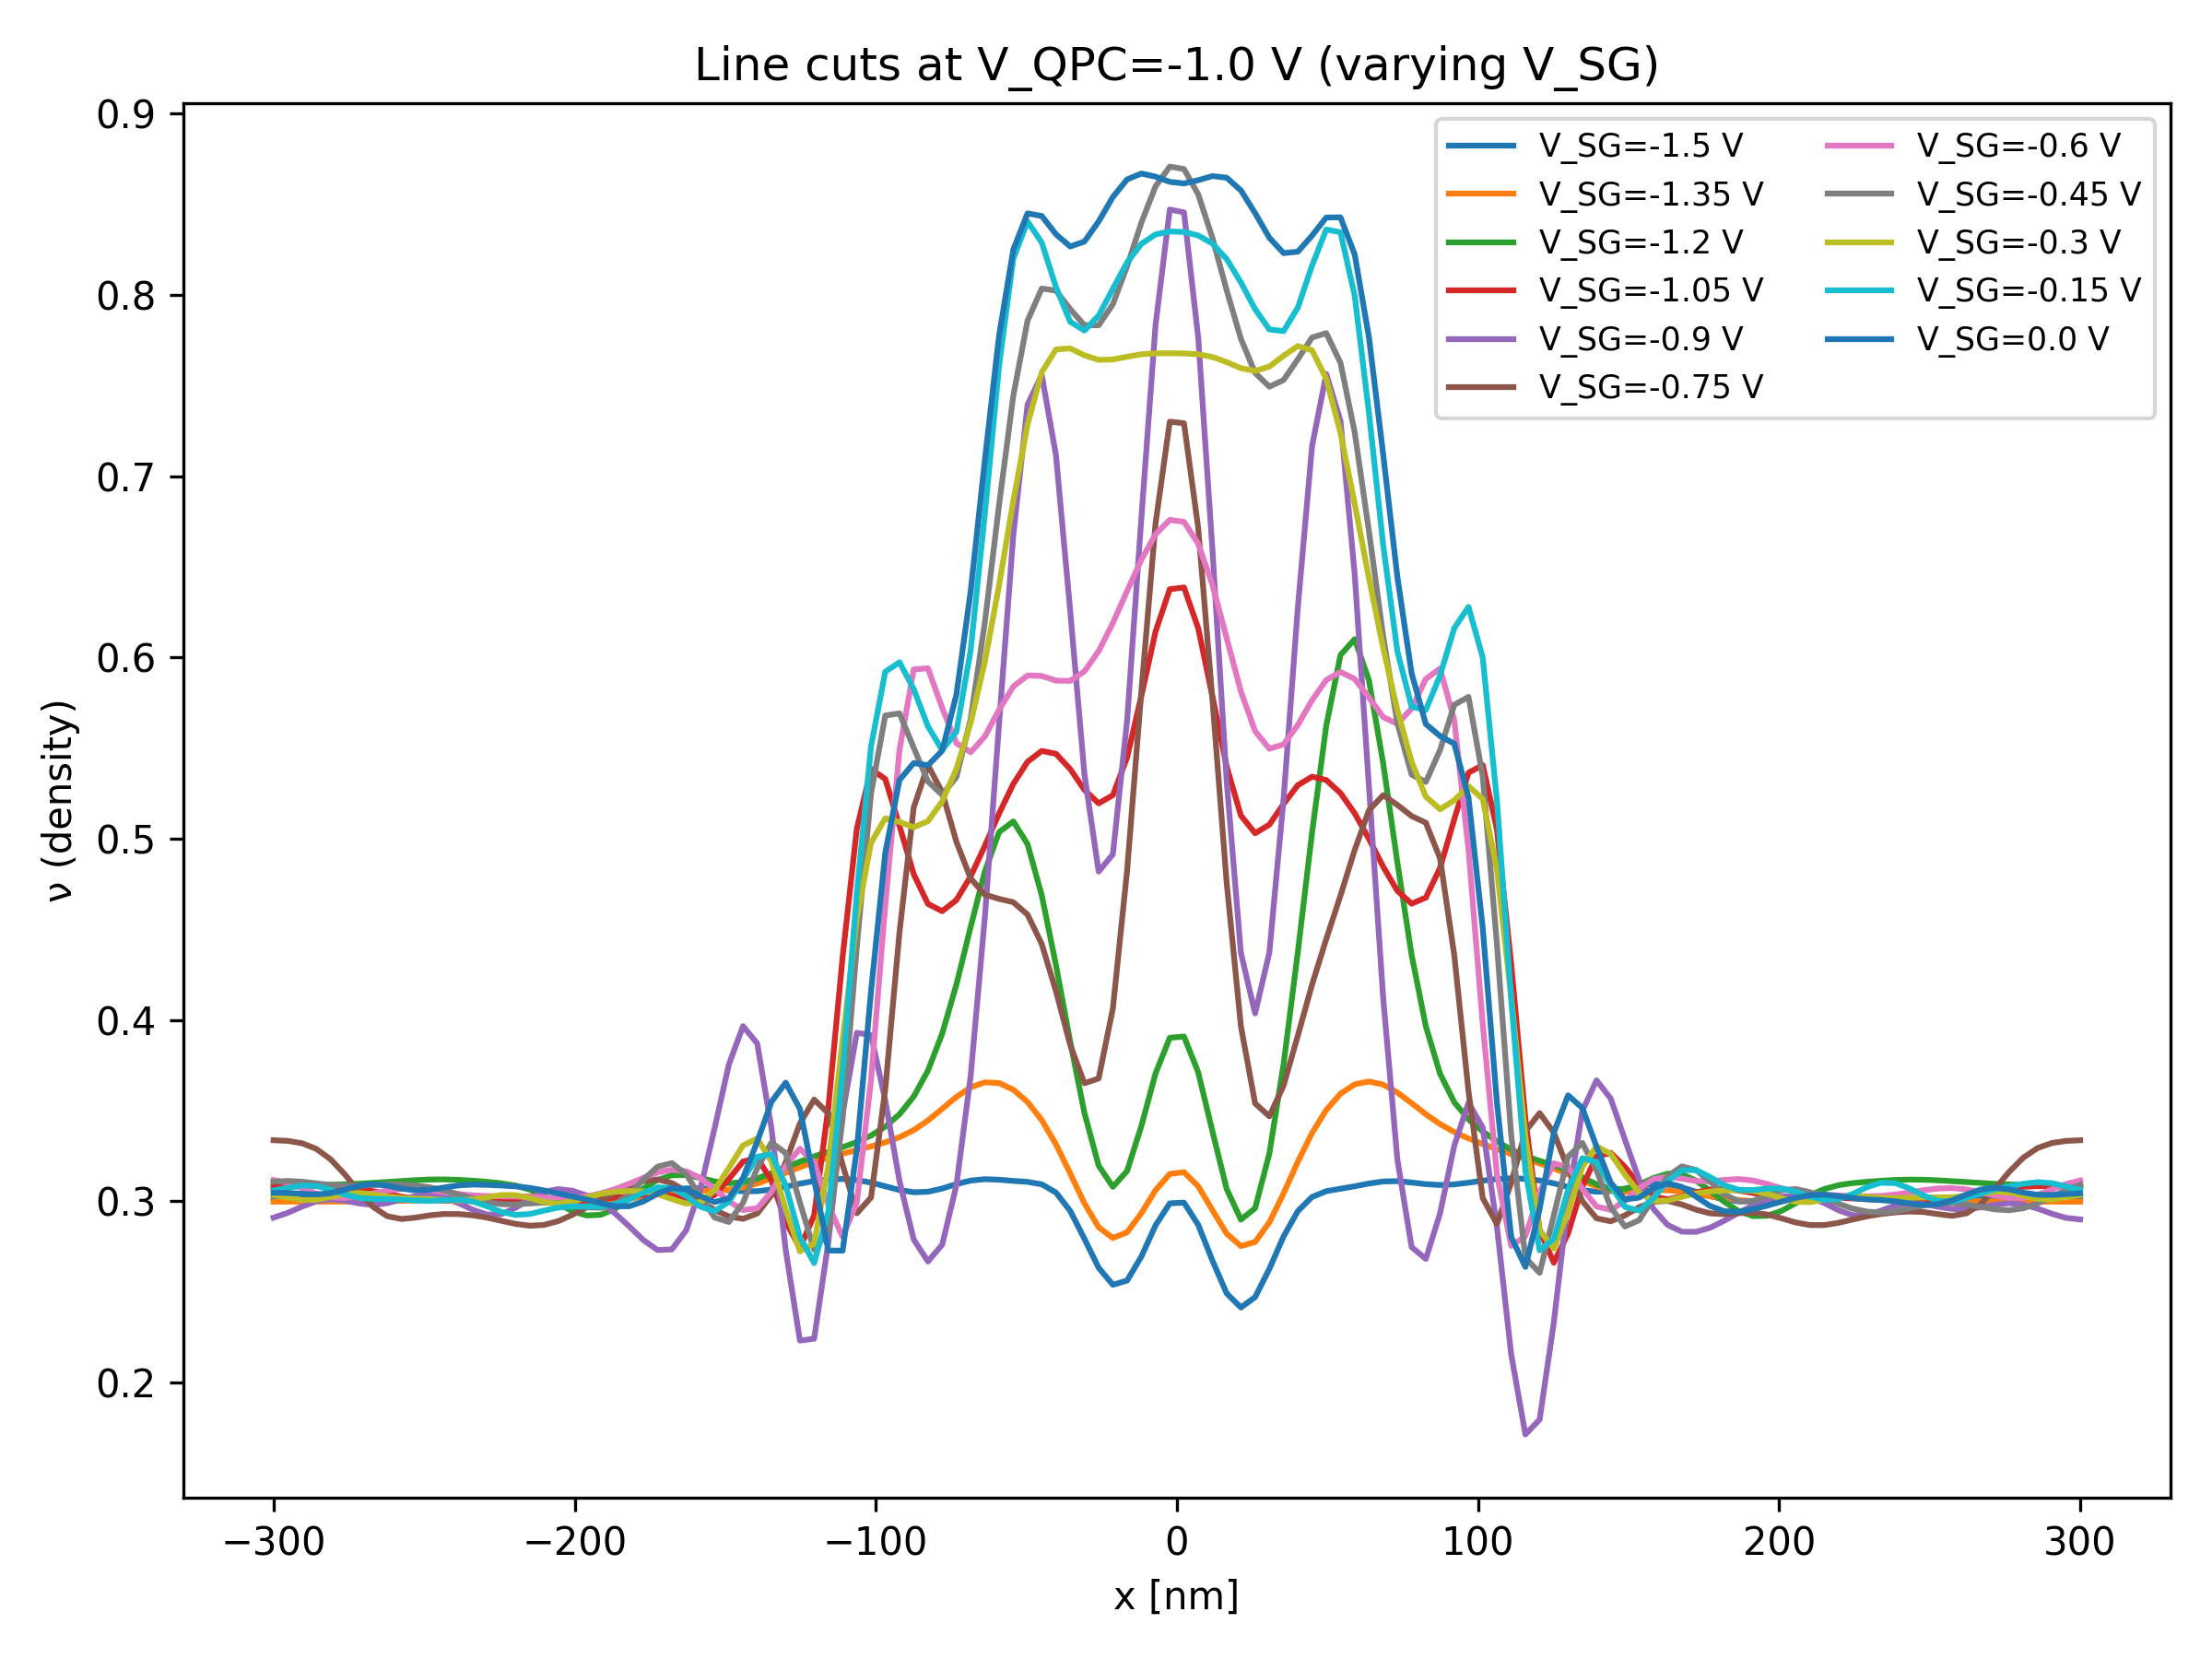 Line cuts at V_QPC=-1.0 V (varying V_SG)
0.9
0.8
0.7
0.6
0.5
0.4
0.3
0.2
ν (density)
V_SG=-1.5 V
V_SG=-1.35 V
V_SG=-1.2 V
V_SG=-1.05 V
V_SG=-0.9 V
V_SG=-0.75 V
V_SG=-0.6 V
V_SG=-0.45 V
V_SG=-0.3 V
V_SG=-0.15 V
V_SG=0.0 V
−300 −200 −100 0 100 200 300
x [nm]